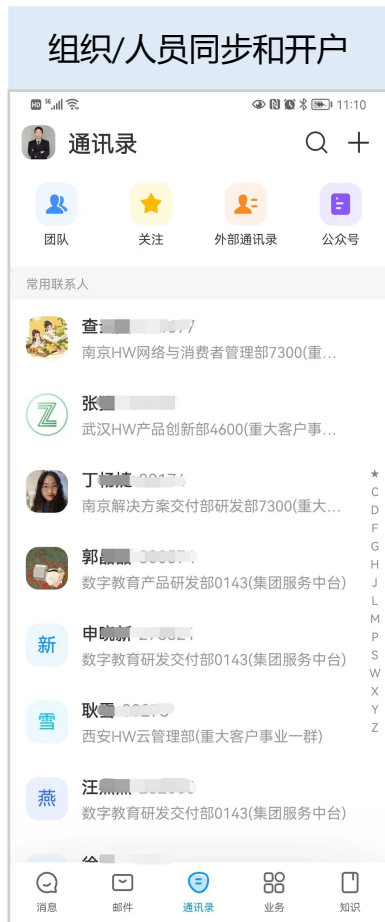 组织/人员同步和开户
HD 5G 11:10
通讯录
团队 关注 外部通讯录 公众号
常用联系人
查
南京HW网络与消费者管理部7300(重...
张
武汉HW产品创新部4600(重大客户事...
丁
南京解决方案交付部研发部7300(重大...
郭
数字教育产品研发部0143(集团服务中台)
新
申
数字教育研发交付部0143(集团服务中台)
雪
耿
西安HW云管理部(重大客户事业一群)
燕
汪
数字教育研发交付部0143(集团服务中台)
★
C
D
F
G
H
J
L
M
P
S
W
X
Y
Z
消息 邮件 通讯录 业务 知识